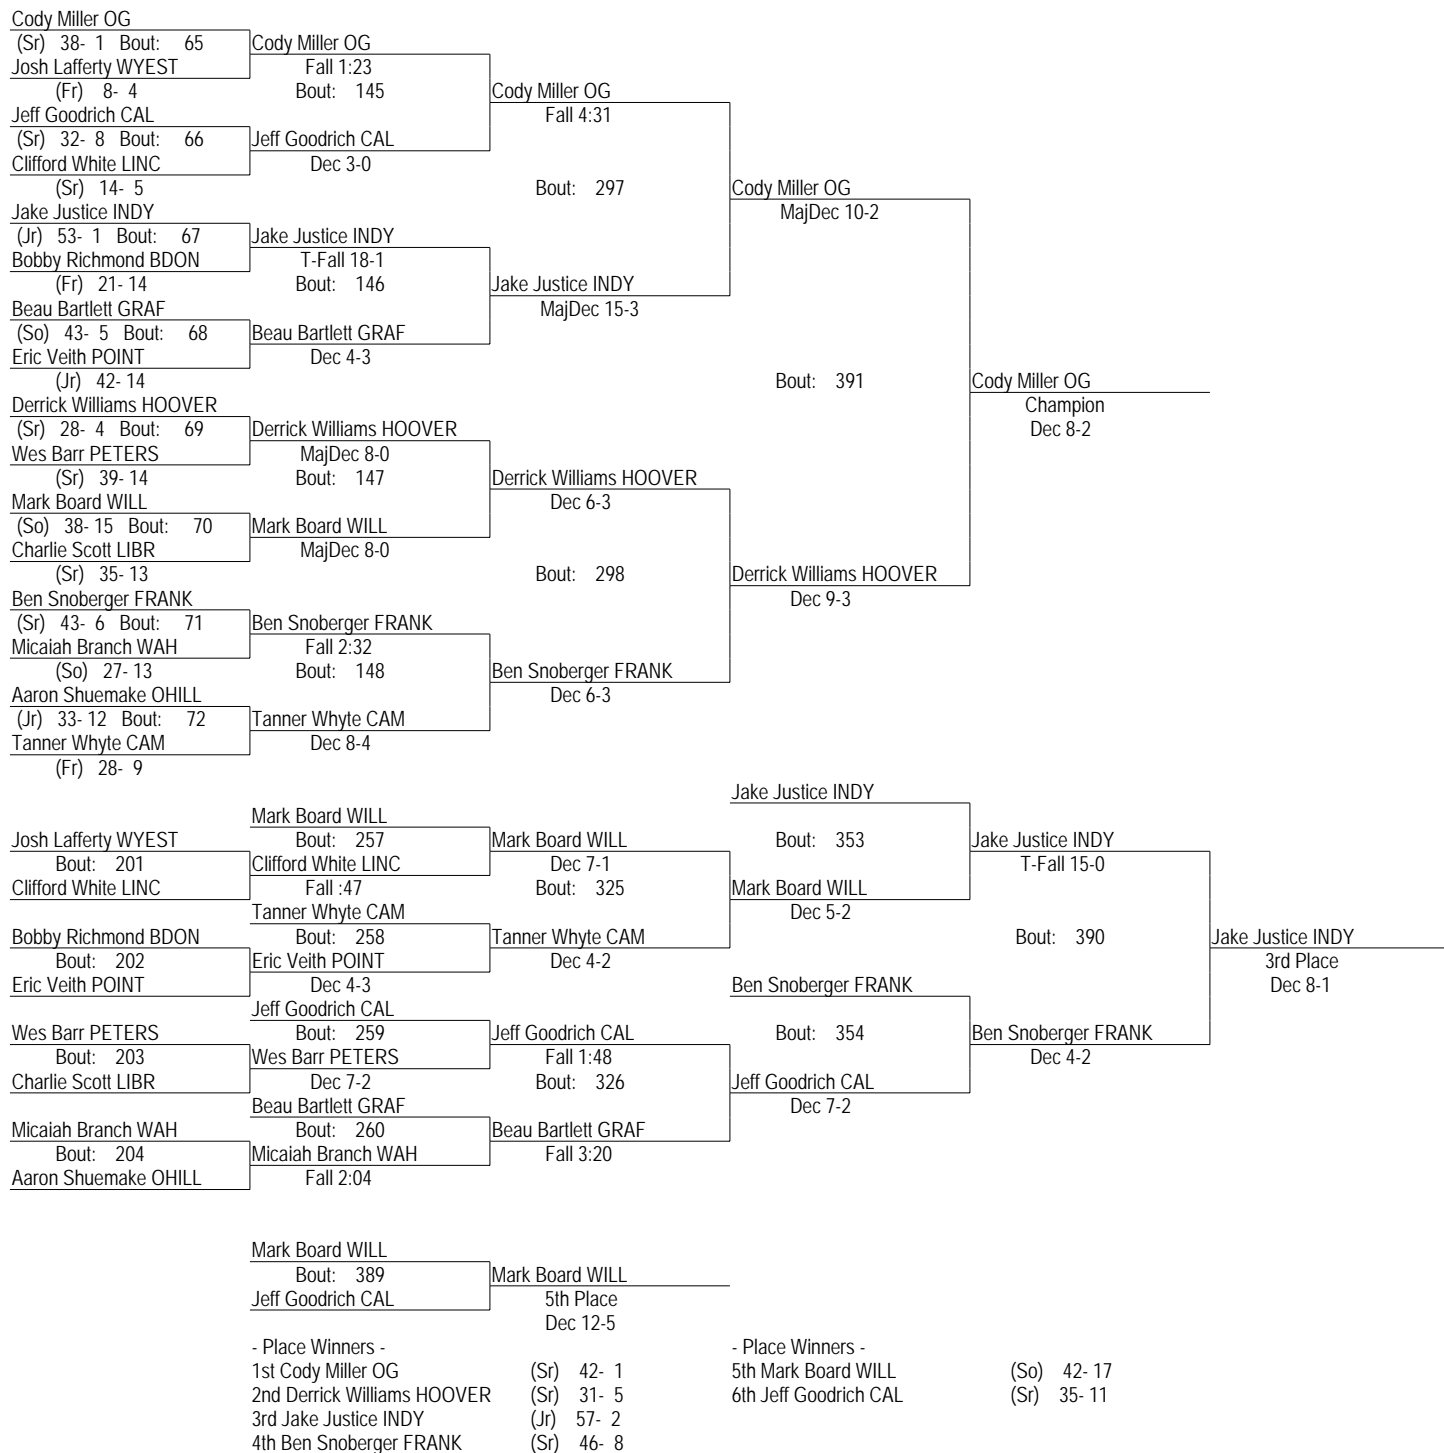 Cody Miller OG
(Sr) 38- 1 Bout: 65 Cody Miller OG
Josh Lafferty WYEST Fall 1:23
(Fr) 8- 4 Bout: 145 Cody Miller OG
Jeff Goodrich CAL Fall 4:31
(Sr) 32- 8 Bout: 66 Jeff Goodrich CAL
Clifford White LINC Dec 3-0
(Sr) 14- 5 Bout: 297 Cody Miller OG
Jake Justice INDY MajDec 10-2
(Jr) 53- 1 Bout: 67 Jake Justice INDY
Bobby Richmond BDON T-Fall 18-1
(Fr) 21- 14 Bout: 146 Jake Justice INDY
Beau Bartlett GRAF MajDec 15-3
(So) 43- 5 Bout: 68 Beau Bartlett GRAF
Eric Veith POINT Dec 4-3
(Jr) 42- 14 Bout: 391 Cody Miller OG
Derrick Williams HOOVER Champion
(Sr) 28- 4 Bout: 69 Derrick Williams HOOVER Dec 8-2
Wes Barr PETERS MajDec 8-0
(Sr) 39- 14 Bout: 147 Derrick Williams HOOVER
Mark Board WILL Dec 6-3
(So) 38- 15 Bout: 70 Mark Board WILL
Charlie Scott LIBR MajDec 8-0
(Sr) 35- 13 Bout: 298 Derrick Williams HOOVER
Ben Snoberger FRANK Dec 9-3
(Sr) 43- 6 Bout: 71 Ben Snoberger FRANK
Micaiah Branch WAH Fall 2:32
(So) 27- 13 Bout: 148 Ben Snoberger FRANK
Aaron Shuemake OHILL Dec 6-3
(Jr) 33- 12 Bout: 72 Tanner Whyte CAM
Tanner Whyte CAM Dec 8-4
(Fr) 28- 9
Jake Justice INDY
Mark Board WILL
Josh Lafferty WYEST Bout: 257 Mark Board WILL Bout: 353 Jake Justice INDY
Bout: 201 Clifford White LINC Dec 7-1 T-Fall 15-0
Clifford White LINC Fall :47 Bout: 325 Mark Board WILL
Tanner Whyte CAM Dec 5-2
Bobby Richmond BDON Bout: 258 Tanner Whyte CAM Bout: 390 Jake Justice INDY
Bout: 202 Eric Veith POINT Dec 4-2 3rd Place
Eric Veith POINT Dec 4-3 Ben Snoberger FRANK Dec 8-1
Jeff Goodrich CAL
Wes Barr PETERS Bout: 259 Jeff Goodrich CAL Bout: 354 Ben Snoberger FRANK
Bout: 203 Wes Barr PETERS Fall 1:48 Dec 4-2
Charlie Scott LIBR Dec 7-2 Bout: 326 Jeff Goodrich CAL
Beau Bartlett GRAF Dec 7-2
Micaiah Branch WAH Bout: 260 Beau Bartlett GRAF
Bout: 204 Micaiah Branch WAH Fall 3:20
Aaron Shuemake OHILL Fall 2:04
Mark Board WILL
Bout: 389 Mark Board WILL
Jeff Goodrich CAL 5th Place
Dec 12-5
- Place Winners - - Place Winners -
1st Cody Miller OG (Sr) 42- 1 5th Mark Board WILL (So) 42- 17
2nd Derrick Williams HOOVER (Sr) 31- 5 6th Jeff Goodrich CAL (Sr) 35- 11
3rd Jake Justice INDY (Jr) 57- 2
4th Ben Snoberger FRANK (Sr) 46- 8